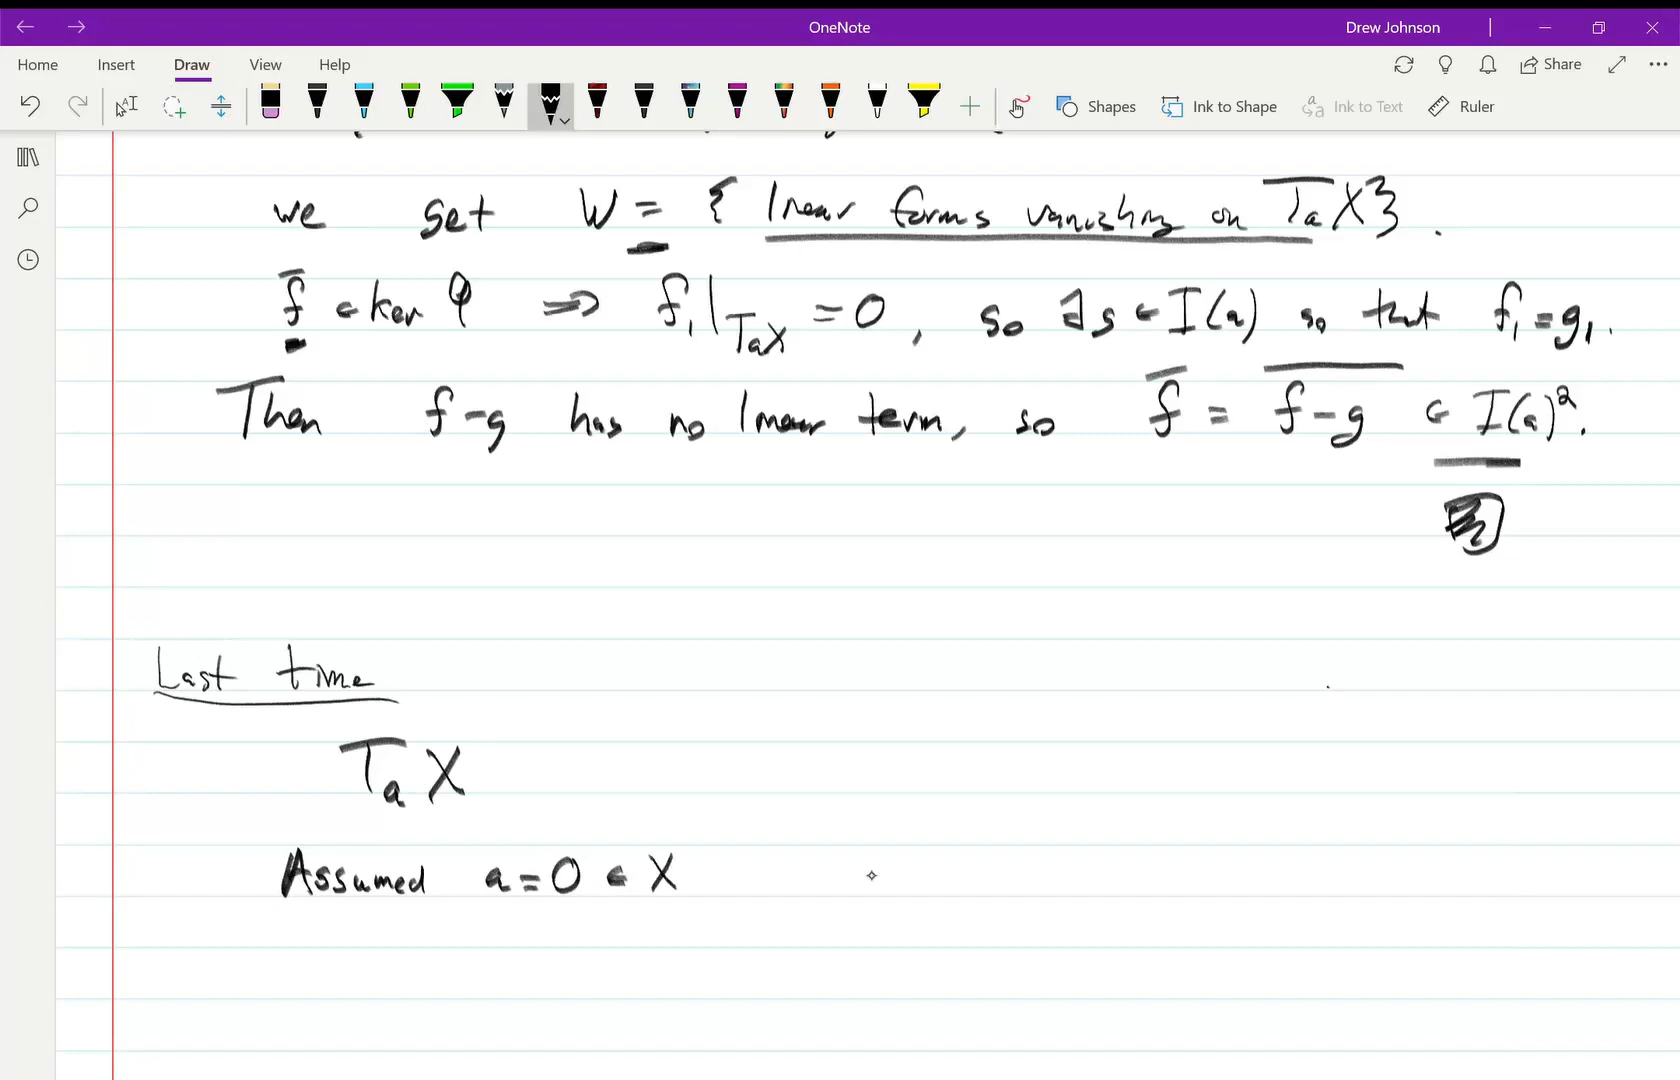 OneNote
Drew Johnson
Home Insert Draw View Help
Share
Shapes Ink to Shape Ink to Text Ruler
we set W = { linear forms vanishing on TₐX } .
f̄ ∈ ker φ ⇒ f₁|TₐX = 0 , so ∃ g ∈ I(a) so that f₁ = g₁ .
Then f-g has no linear term, so f̄ = \overline{f-g} ∈ I(a)² .
Last time
TₐX
Assumed a = 0 ∈ X